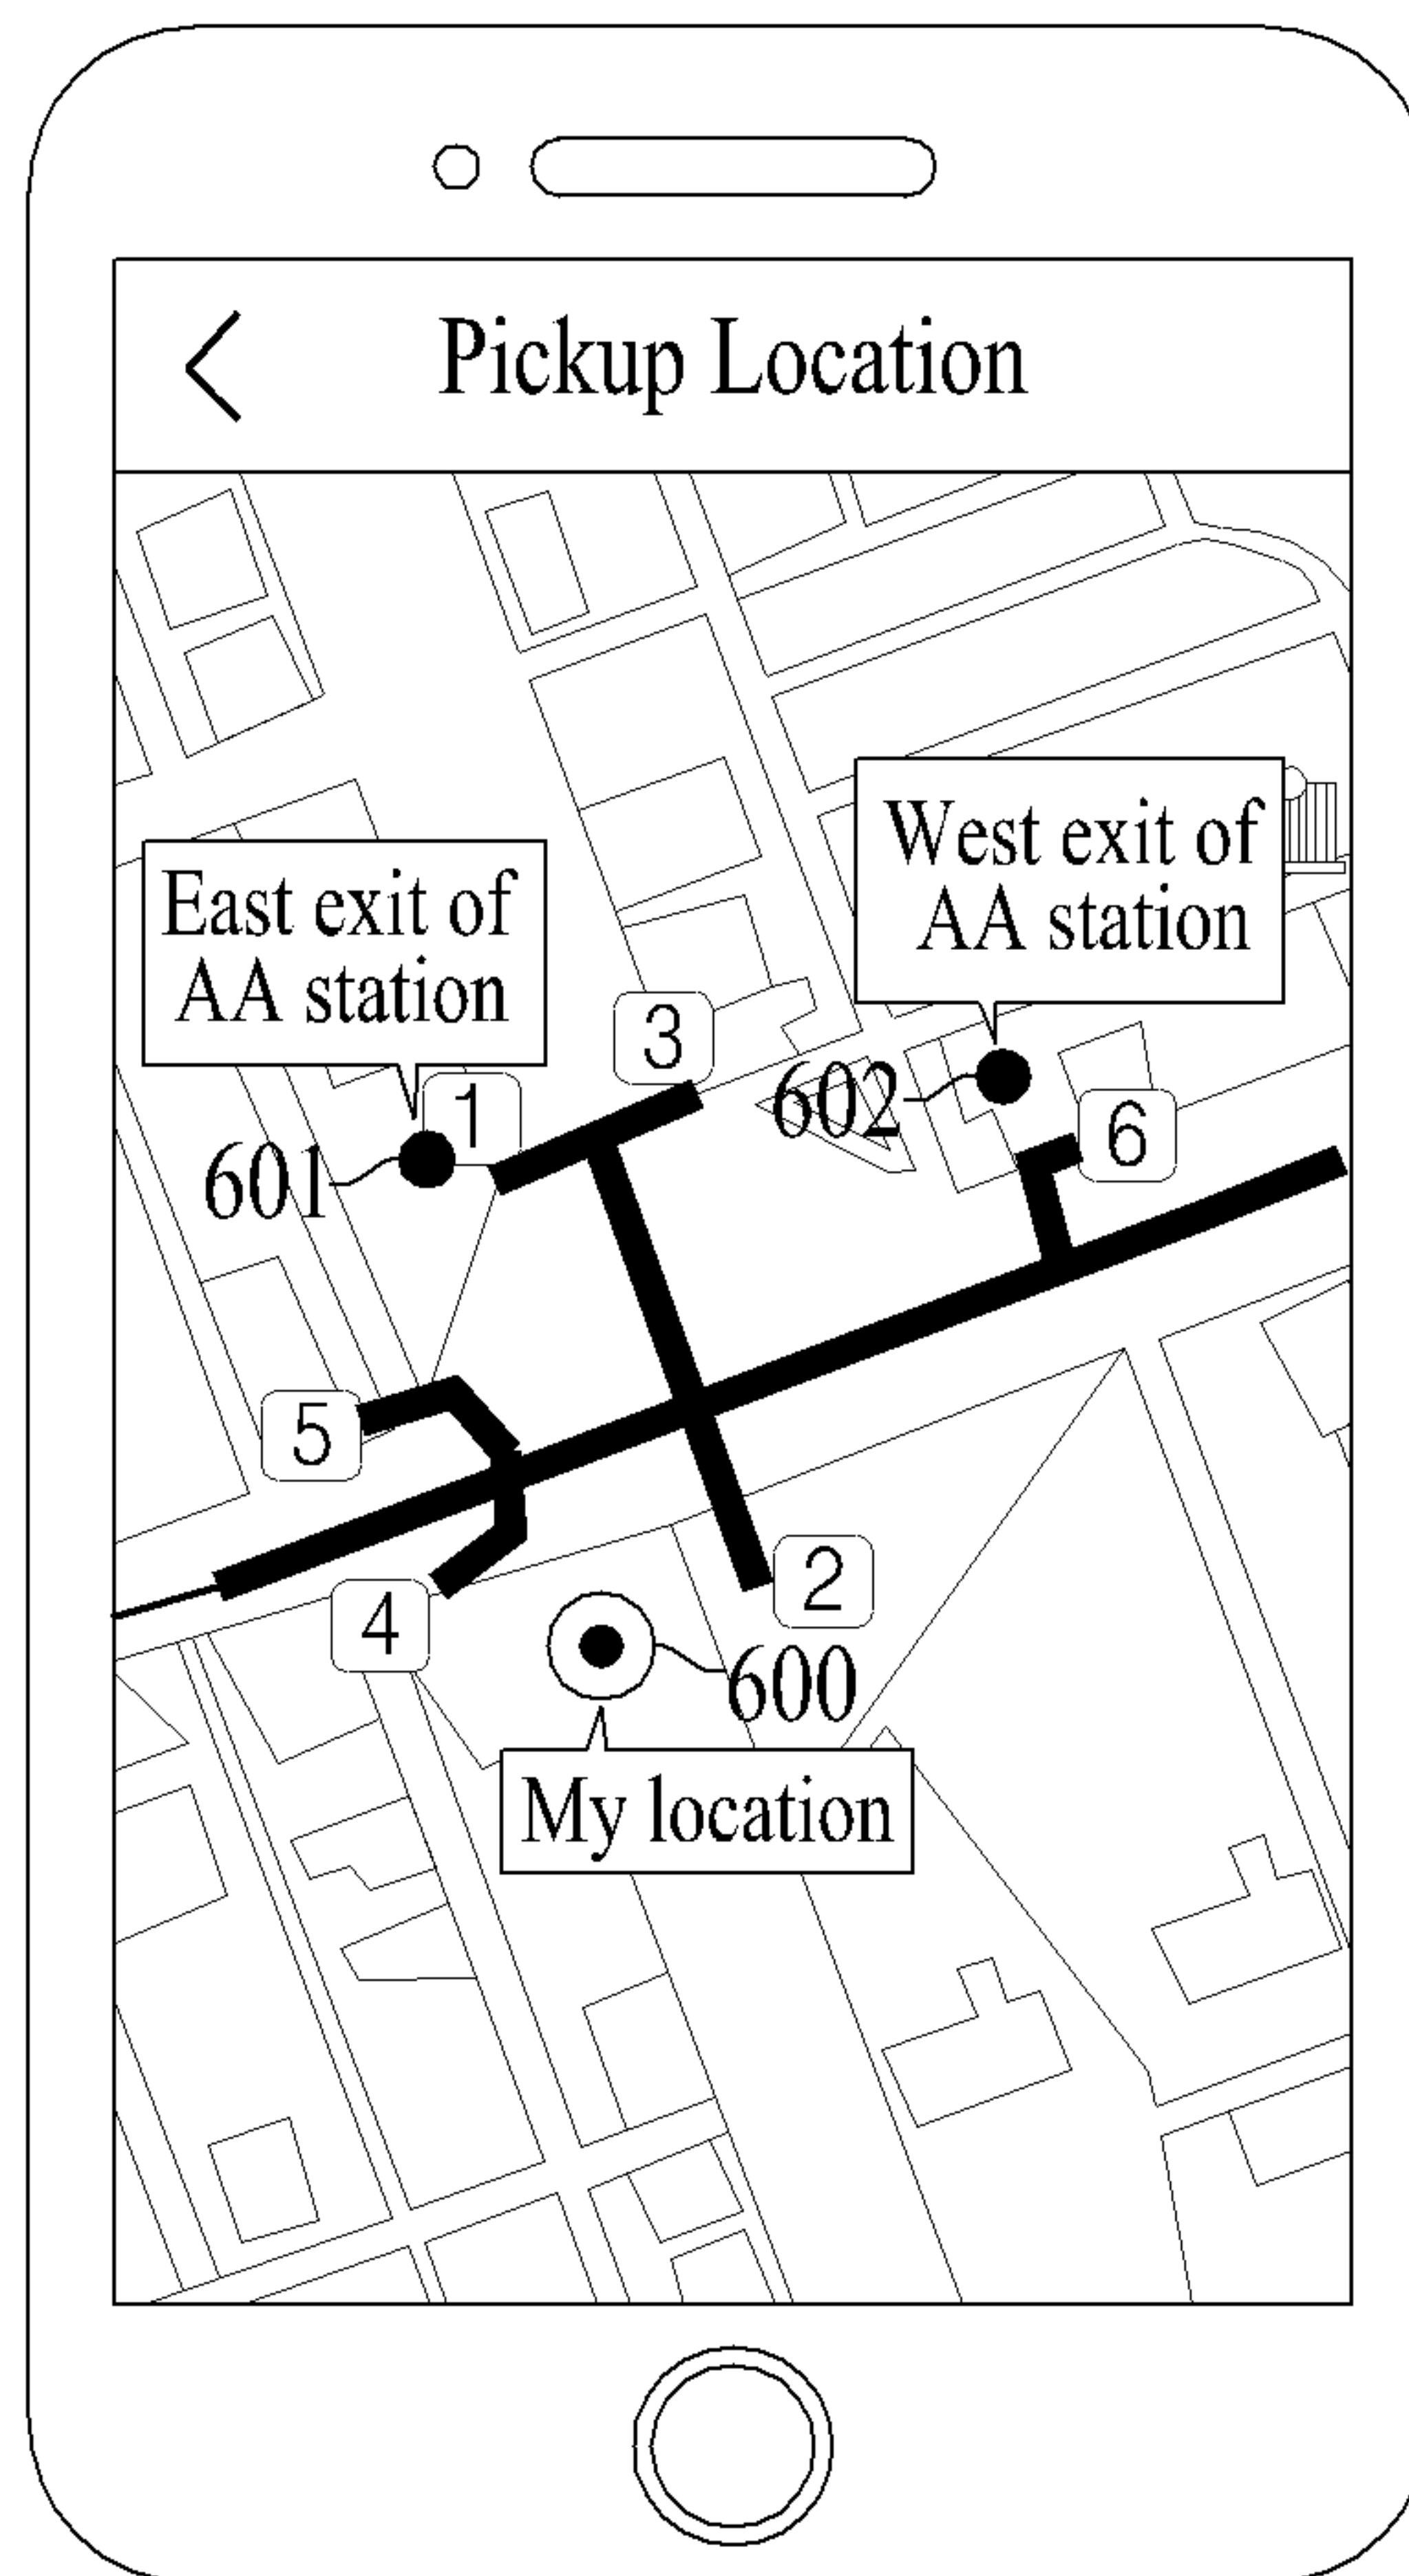 Pickup Location
West exit of
AA station
East exit of
AA station
3
1
602
6
601
5
2
4
600
My location